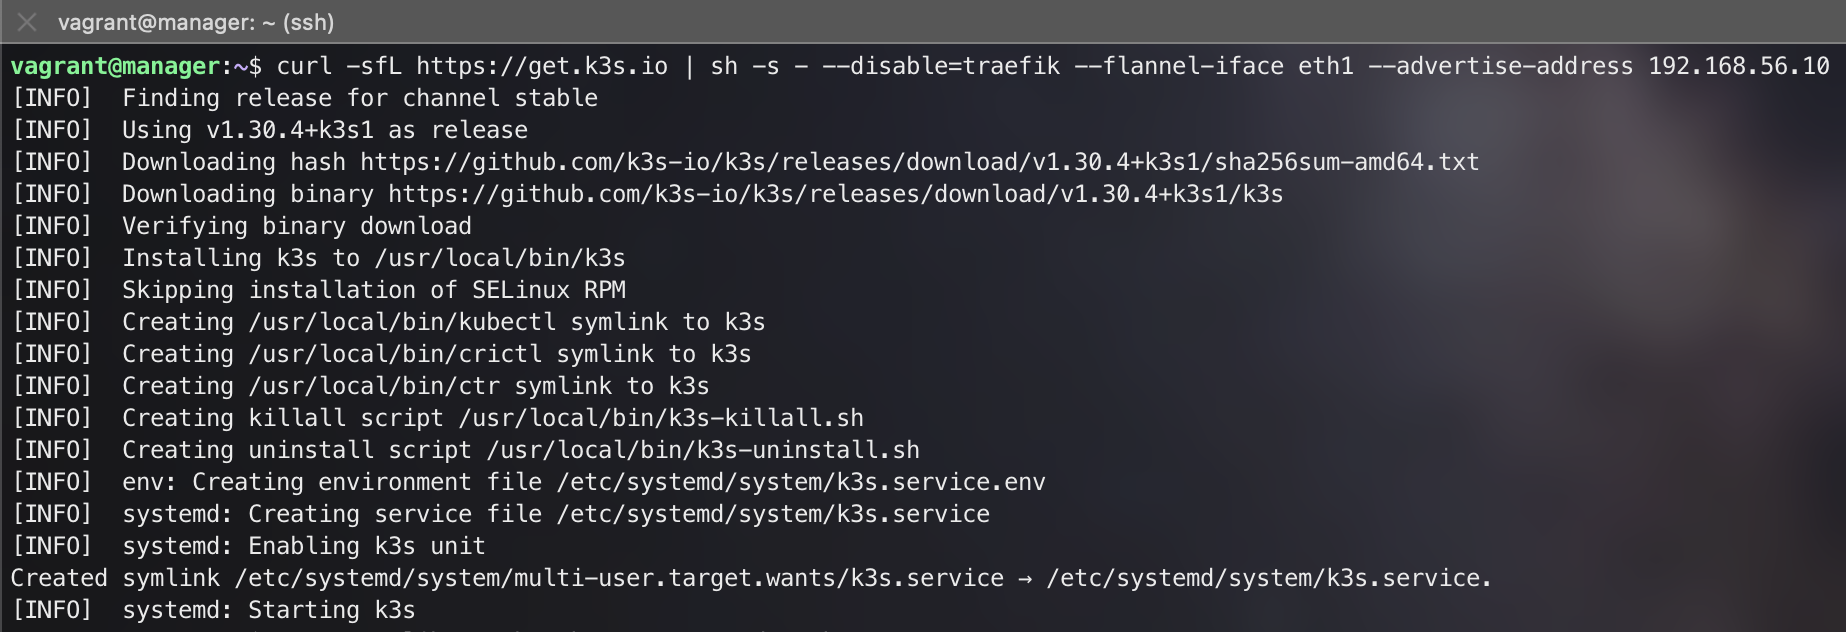 vagrant@manager: ~ (ssh)
vagrant@manager:~$ curl -sfL https://get.k3s.io | sh -s - --disable=traefik --flannel-iface eth1 --advertise-address 192.168.56.10
[INFO]  Finding release for channel stable
[INFO]  Using v1.30.4+k3s1 as release
[INFO]  Downloading hash https://github.com/k3s-io/k3s/releases/download/v1.30.4+k3s1/sha256sum-amd64.txt
[INFO]  Downloading binary https://github.com/k3s-io/k3s/releases/download/v1.30.4+k3s1/k3s
[INFO]  Verifying binary download
[INFO]  Installing k3s to /usr/local/bin/k3s
[INFO]  Skipping installation of SELinux RPM
[INFO]  Creating /usr/local/bin/kubectl symlink to k3s
[INFO]  Creating /usr/local/bin/crictl symlink to k3s
[INFO]  Creating /usr/local/bin/ctr symlink to k3s
[INFO]  Creating killall script /usr/local/bin/k3s-killall.sh
[INFO]  Creating uninstall script /usr/local/bin/k3s-uninstall.sh
[INFO]  env: Creating environment file /etc/systemd/system/k3s.service.env
[INFO]  systemd: Creating service file /etc/systemd/system/k3s.service
[INFO]  systemd: Enabling k3s unit
Created symlink /etc/systemd/system/multi-user.target.wants/k3s.service → /etc/systemd/system/k3s.service.
[INFO]  systemd: Starting k3s